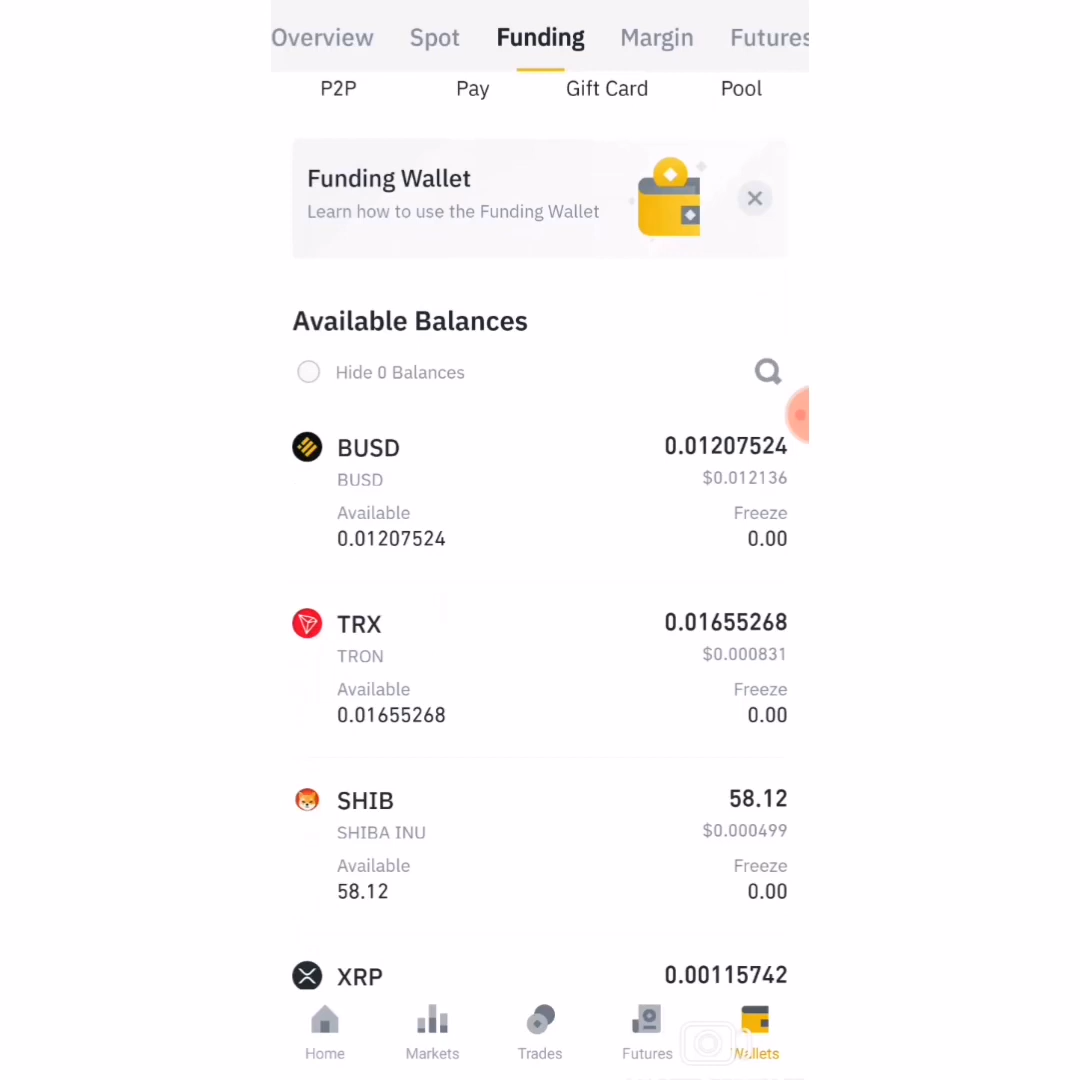 Overview Spot Funding Margin Futures
P2P Pay Gift Card Pool
Funding Wallet
Learn how to use the Funding Wallet
Available Balances
Hide 0 Balances
BUSD 0.01207524
BUSD $0.012136
Available Freeze
0.01207524 0.00
TRX 0.01655268
TRON $0.000831
Available Freeze
0.01655268 0.00
SHIB 58.12
SHIBA INU $0.000499
Available Freeze
58.12 0.00
XRP 0.00115742
Home Markets Trades Futures Wallets